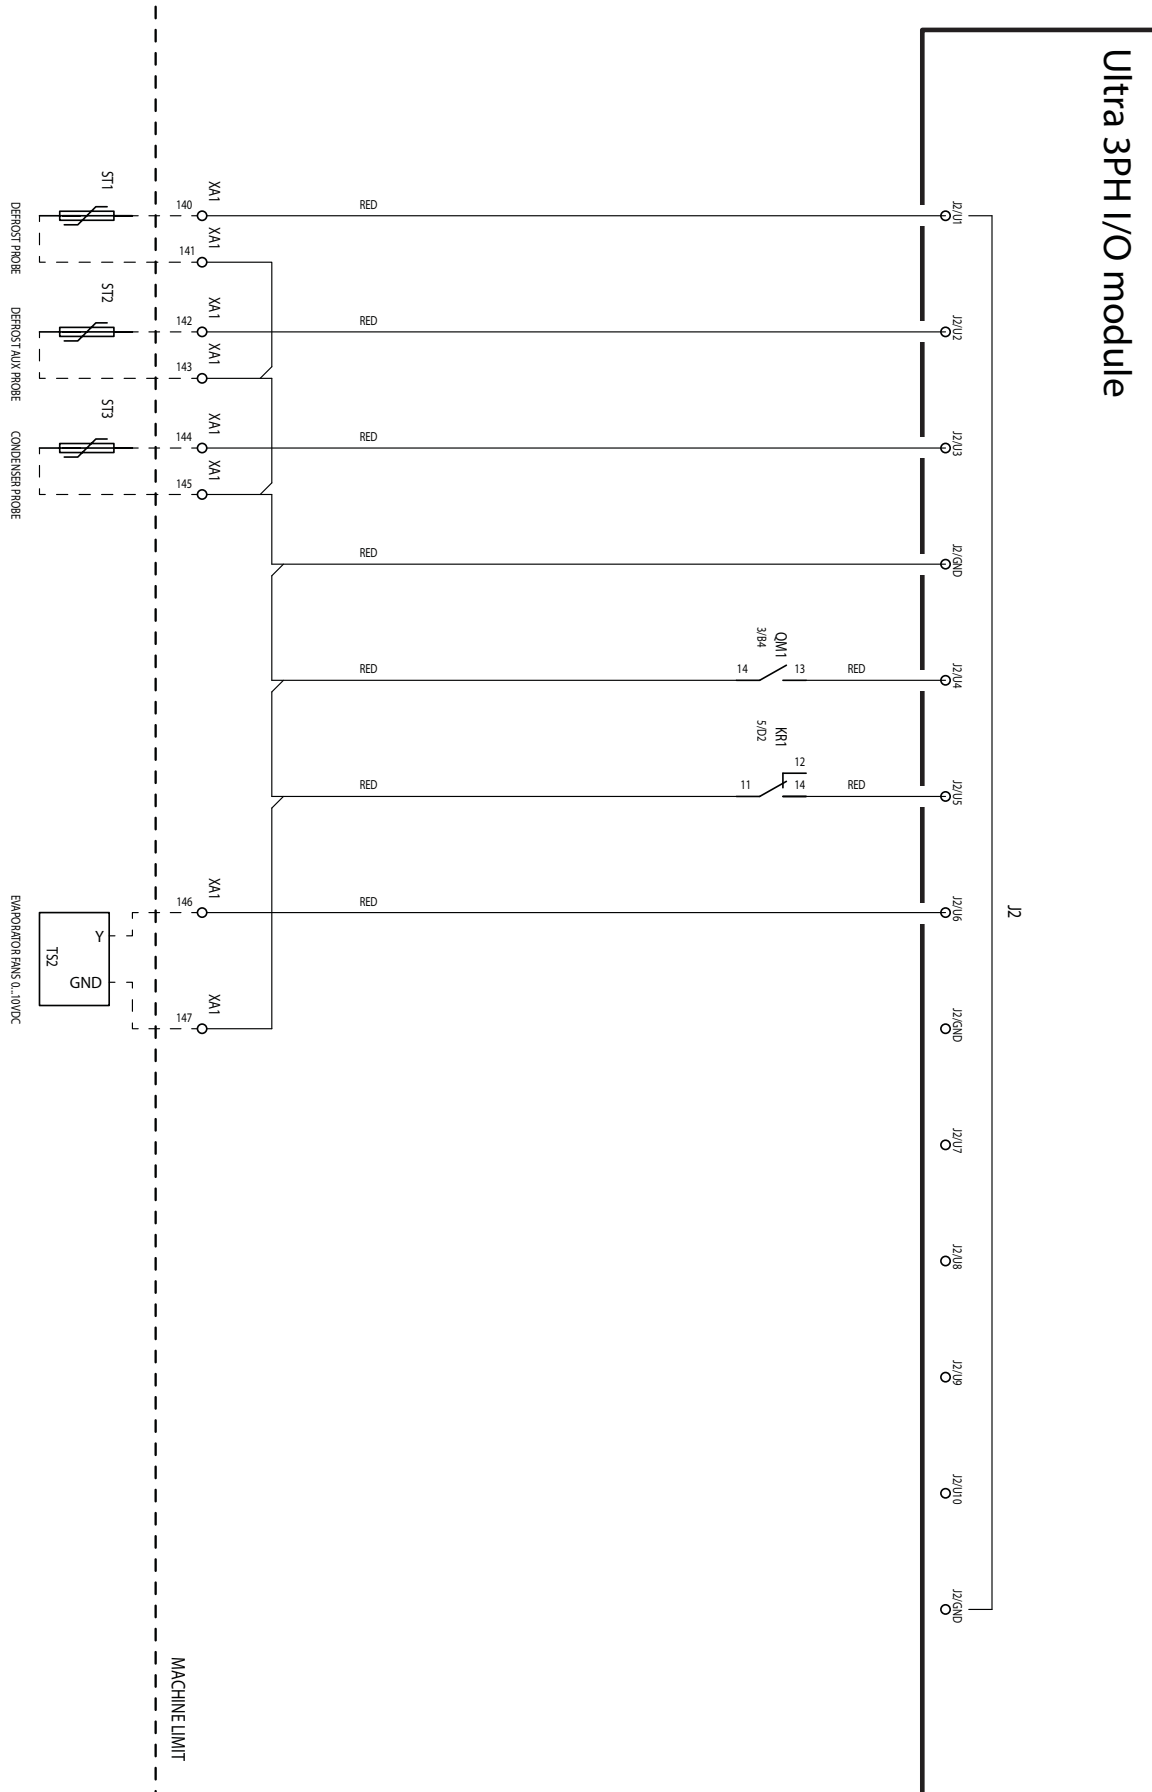 Ultra 3PH I/O module
J2
J2/U1
J2/U2
J2/U3
J2/GND
J2/U4
J2/U5
J2/U6
J2/GND
J2/U7
J2/U8
J2/U9
J2/U10
J2/GND
RED
RED
RED
RED
QM1
3/B4
14
13
RED
RED
KR1
5/D2
12
11
14
RED
RED
RED
XA1
140
XA1
141
XA1
142
XA1
143
XA1
144
XA1
145
XA1
146
XA1
147
MACHINE LIMIT
ST1
DEFROST PROBE
ST2
DEFROST AUX PROBE
ST3
CONDENSER PROBE
Y
TS2
GND
EVAPORATOR FANS 0...10VDC